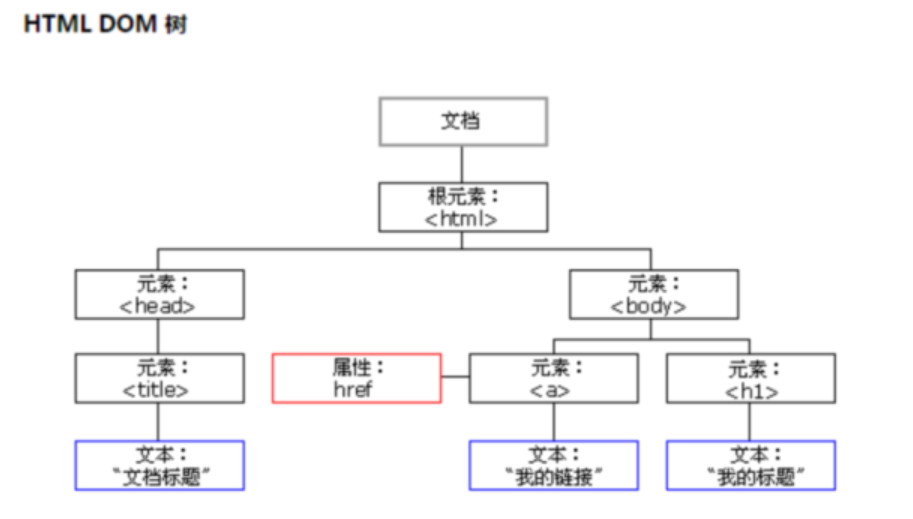 HTML DOM 树
文档
根元素：
<html>
元素：
<head>
元素：
<body>
元素：
<title>
属性：
href
元素：
<a>
元素：
<h1>
文本：
“文档标题”
文本：
“我的链接”
文本：
“我的标题”